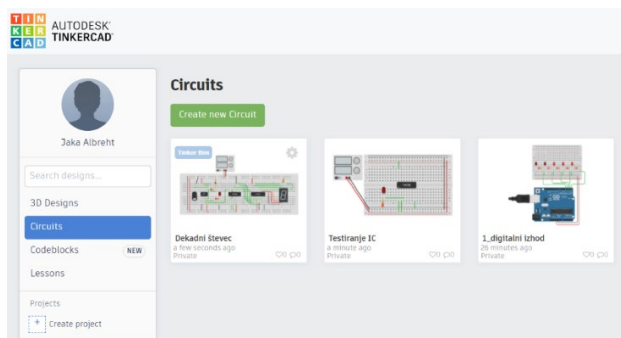 TIN
KER
CAD
AUTODESK®
TINKERCAD®
Jaka Albreht
Search designs...
3D Designs
Circuits
Codeblocks NEW
Lessons
Projects
+ Create project
Circuits
Create new Circuit
Tinker this
Dekadni števec
a few seconds ago
Private 0 0
Testiranje IC
a minute ago
Private 0 0
1_digitalni izhod
26 minutes ago
Private 0 0